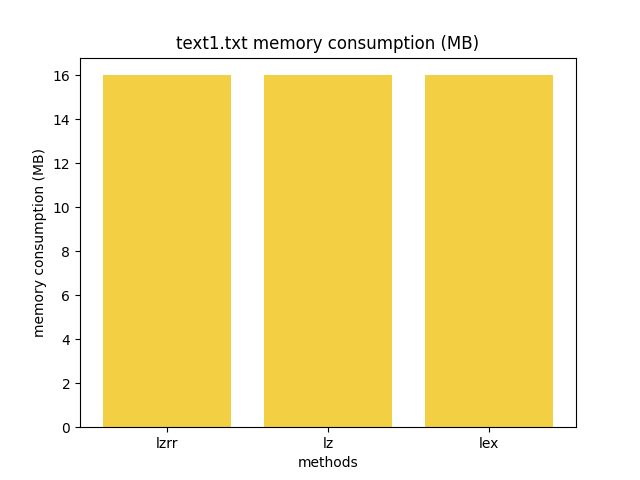 text1.txt memory consumption (MB)
memory consumption (MB)
16
14
12
10
8
6
4
2
0
lzrr lz lex
methods